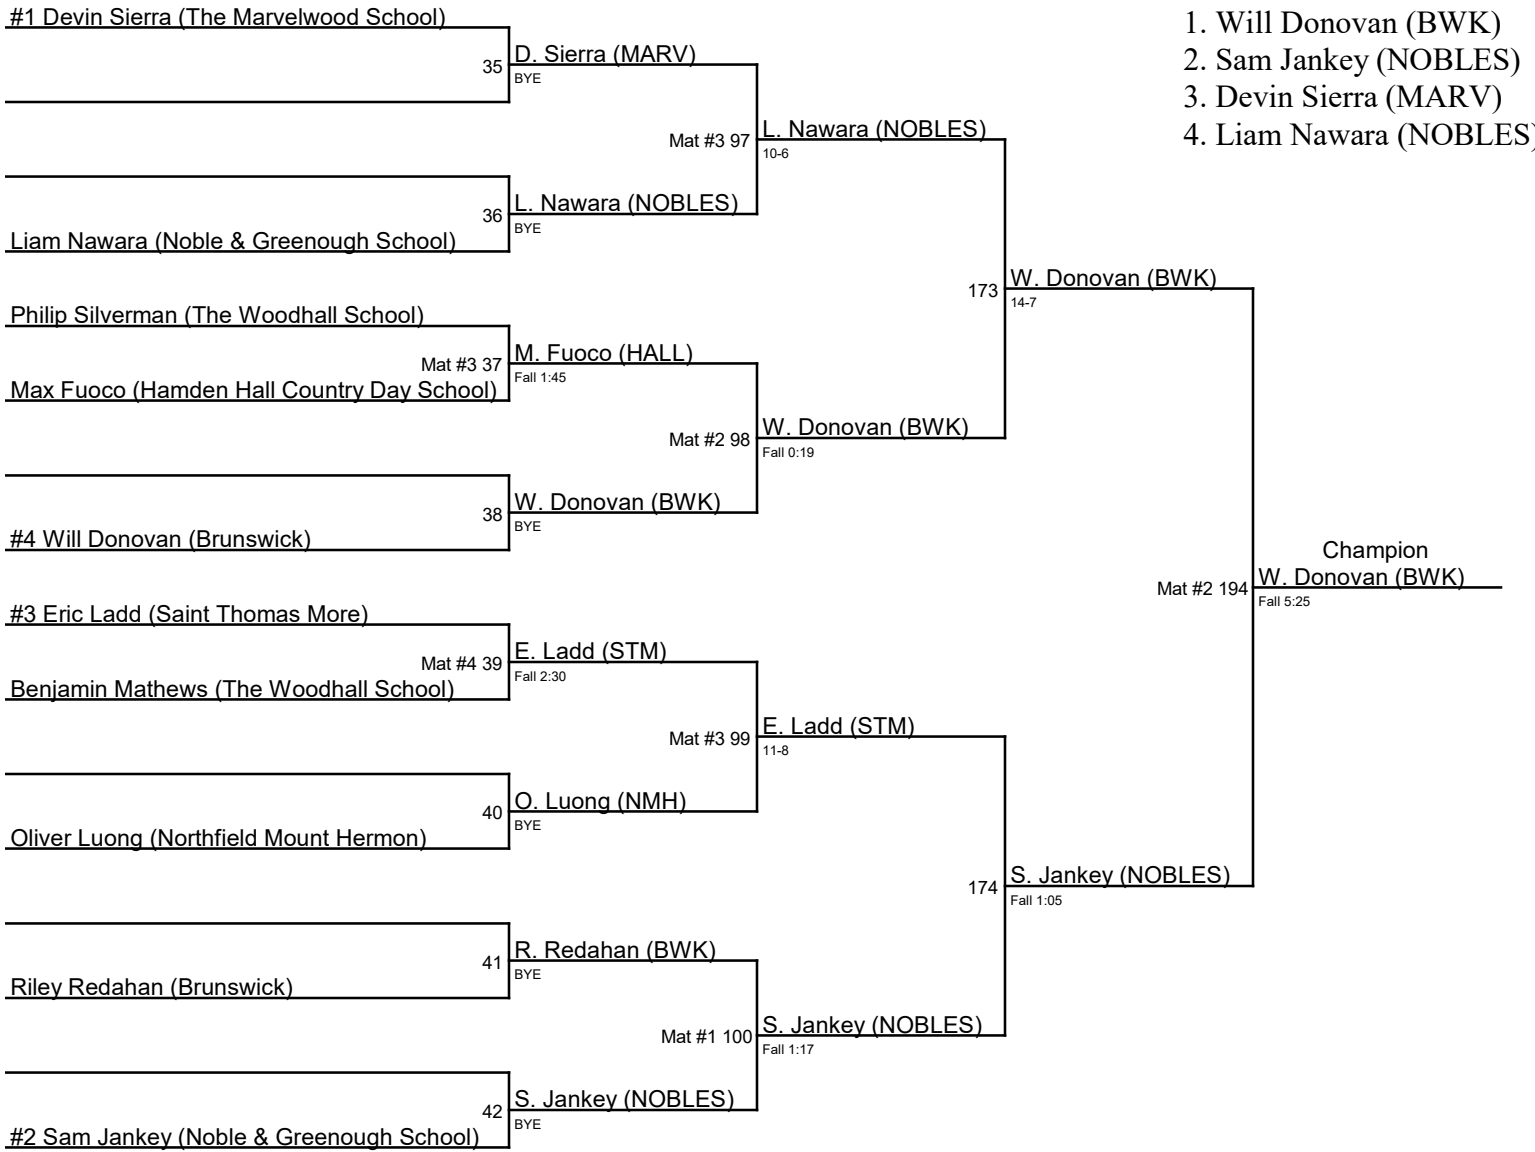 #1 Devin Sierra (The Marvelwood School)
35
D. Sierra (MARV)
BYE
Mat #3 97
L. Nawara (NOBLES)
10-6
36
L. Nawara (NOBLES)
BYE
Liam Nawara (Noble & Greenough School)
173
W. Donovan (BWK)
14-7
Philip Silverman (The Woodhall School)
Mat #3 37
M. Fuoco (HALL)
Fall 1:45
Max Fuoco (Hamden Hall Country Day School)
Mat #2 98
W. Donovan (BWK)
Fall 0:19
38
W. Donovan (BWK)
BYE
#4 Will Donovan (Brunswick)
Champion
Mat #2 194
W. Donovan (BWK)
Fall 5:25
#3 Eric Ladd (Saint Thomas More)
Mat #4 39
E. Ladd (STM)
Fall 2:30
Benjamin Mathews (The Woodhall School)
Mat #3 99
E. Ladd (STM)
11-8
40
O. Luong (NMH)
BYE
Oliver Luong (Northfield Mount Hermon)
174
S. Jankey (NOBLES)
Fall 1:05
41
R. Redahan (BWK)
BYE
Riley Redahan (Brunswick)
Mat #1 100
S. Jankey (NOBLES)
Fall 1:17
42
S. Jankey (NOBLES)
BYE
#2 Sam Jankey (Noble & Greenough School)
1. Will Donovan (BWK)
2. Sam Jankey (NOBLES)
3. Devin Sierra (MARV)
4. Liam Nawara (NOBLES)